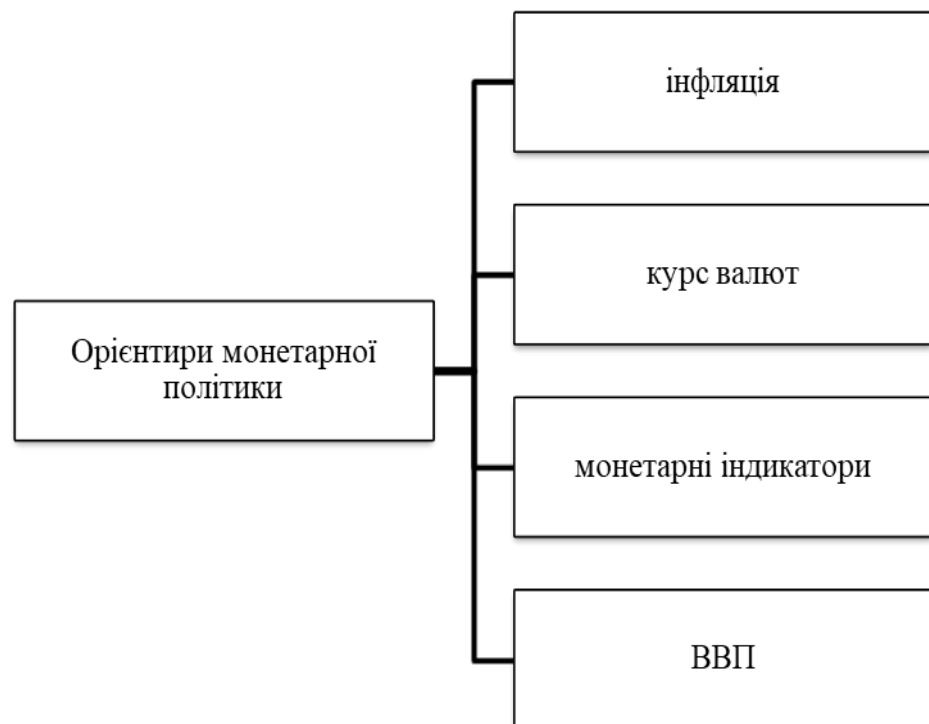 інфляція
курс валют
Орієнтири монетарної
політики
монетарні індикатори
ВВП